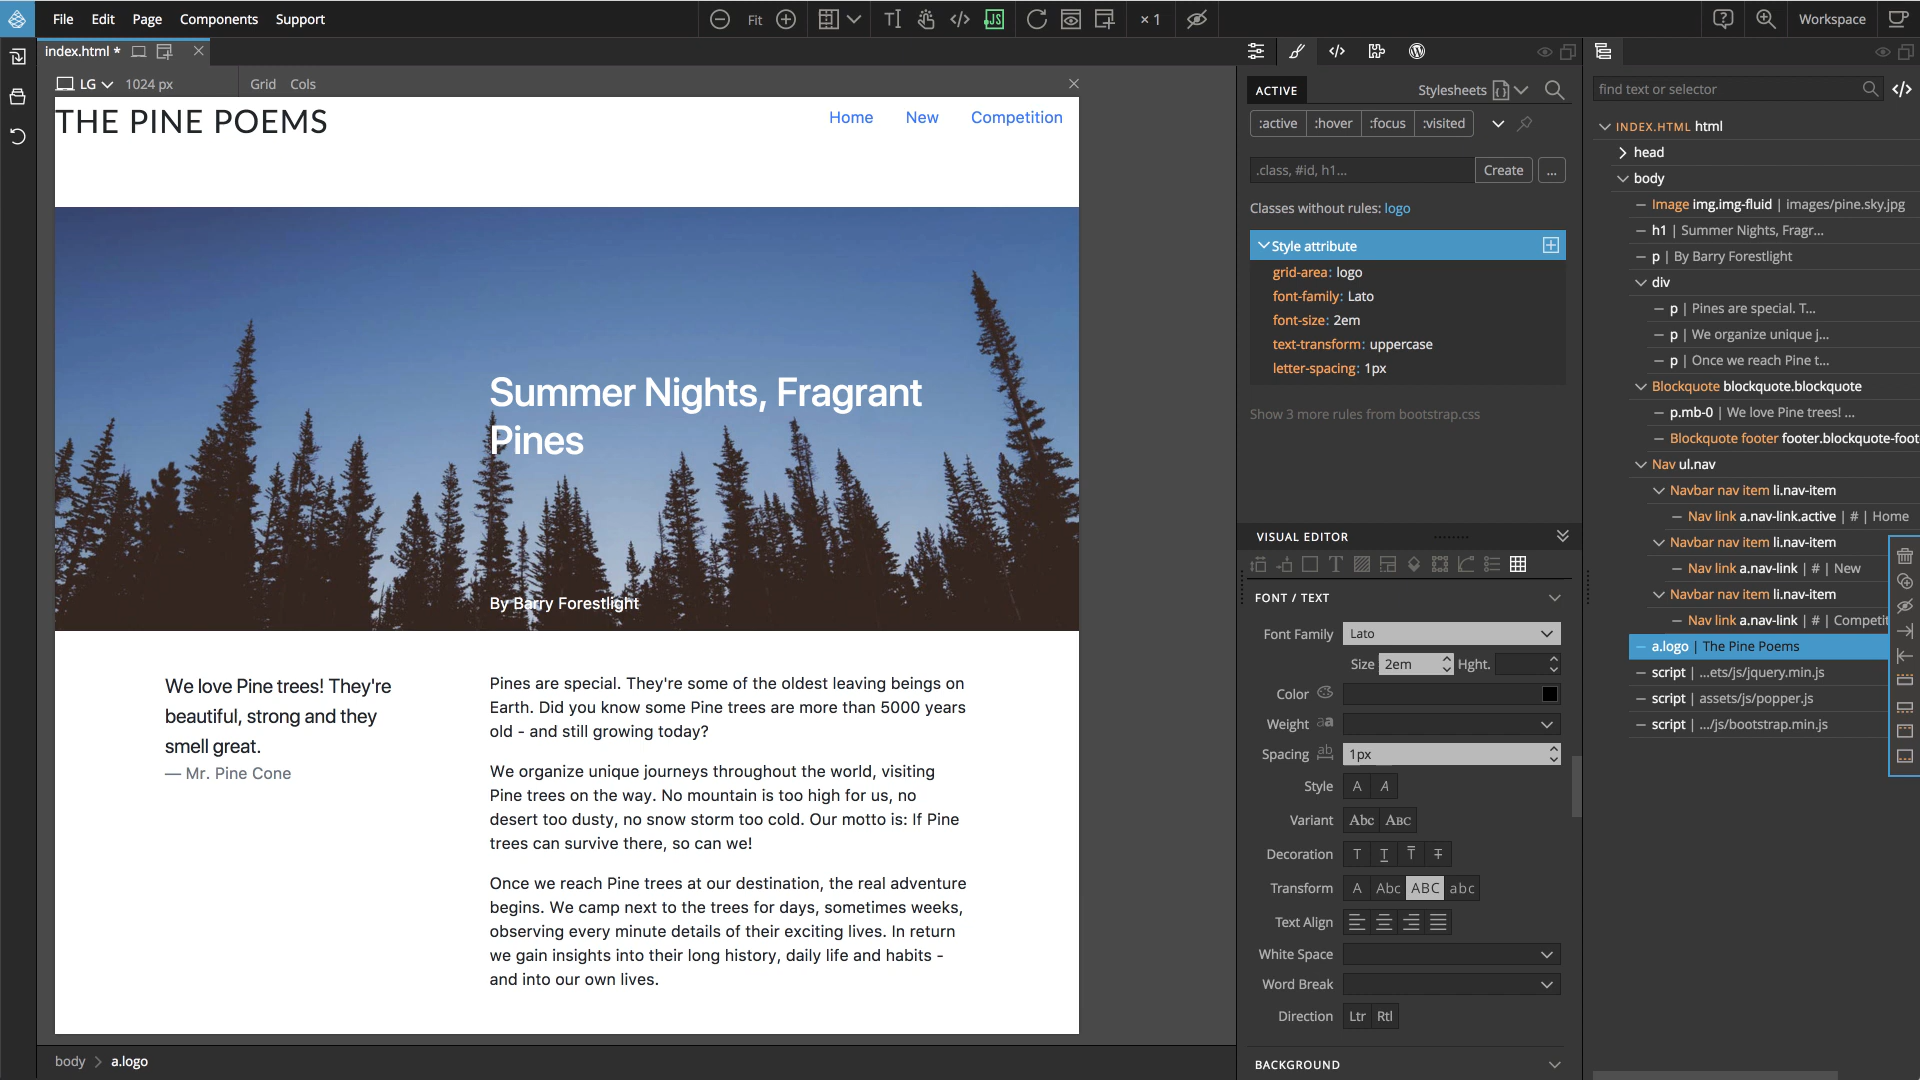 File Edit Page Components Support
Fit
×1
Workspace
index.html *
LG 1024 px Grid Cols
THE PINE POEMS
Home New Competition
Summer Nights, Fragrant
Pines
By Barry Forestlight
We love Pine trees! They're
beautiful, strong and they
smell great.
— Mr. Pine Cone
Pines are special. They're some of the oldest leaving beings on
Earth. Did you know some Pine trees are more than 5000 years
old - and still growing today?
We organize unique journeys throughout the world, visiting
Pine trees on the way. No mountain is too high for us, no
desert too dusty, no snow storm too cold. Our motto is: If Pine
trees can survive there, so can we!
Once we reach Pine trees at our destination, the real adventure
begins. We camp next to the trees for days, sometimes weeks,
observing every minute details of their exciting lives. In return
we gain insights into their long history, daily life and habits -
and into our own lives.
body > a.logo
ACTIVE Stylesheets
:active :hover :focus :visited
.class, #id, h1... Create ...
Classes without rules: logo
Style attribute
grid-area: logo
font-family: Lato
font-size: 2em
text-transform: uppercase
letter-spacing: 1px
Show 3 more rules from bootstrap.css
VISUAL EDITOR
FONT / TEXT
Font Family Lato
Size 2em Hght.
Color
Weight aa
Spacing ab 1px
Style A A
Variant Abc ABC
Decoration T T T T
Transform A Abc ABC abc
Text Align
White Space
Word Break
Direction Ltr Rtl
BACKGROUND
find text or selector
INDEX.HTML html
head
body
Image img.img-fluid | images/pine.sky.jpg
h1 | Summer Nights, Fragr...
p | By Barry Forestlight
div
p | Pines are special. T...
p | We organize unique j...
p | Once we reach Pine t...
Blockquote blockquote.blockquote
p.mb-0 | We love Pine trees! ...
Blockquote footer footer.blockquote-foot
Nav ul.nav
Navbar nav item li.nav-item
Nav link a.nav-link.active | # | Home
Navbar nav item li.nav-item
Nav link a.nav-link | # | New
Navbar nav item li.nav-item
Nav link a.nav-link | # | Competit
a.logo | The Pine Poems
script | ...ets/js/jquery.min.js
script | assets/js/popper.js
script | .../js/bootstrap.min.js